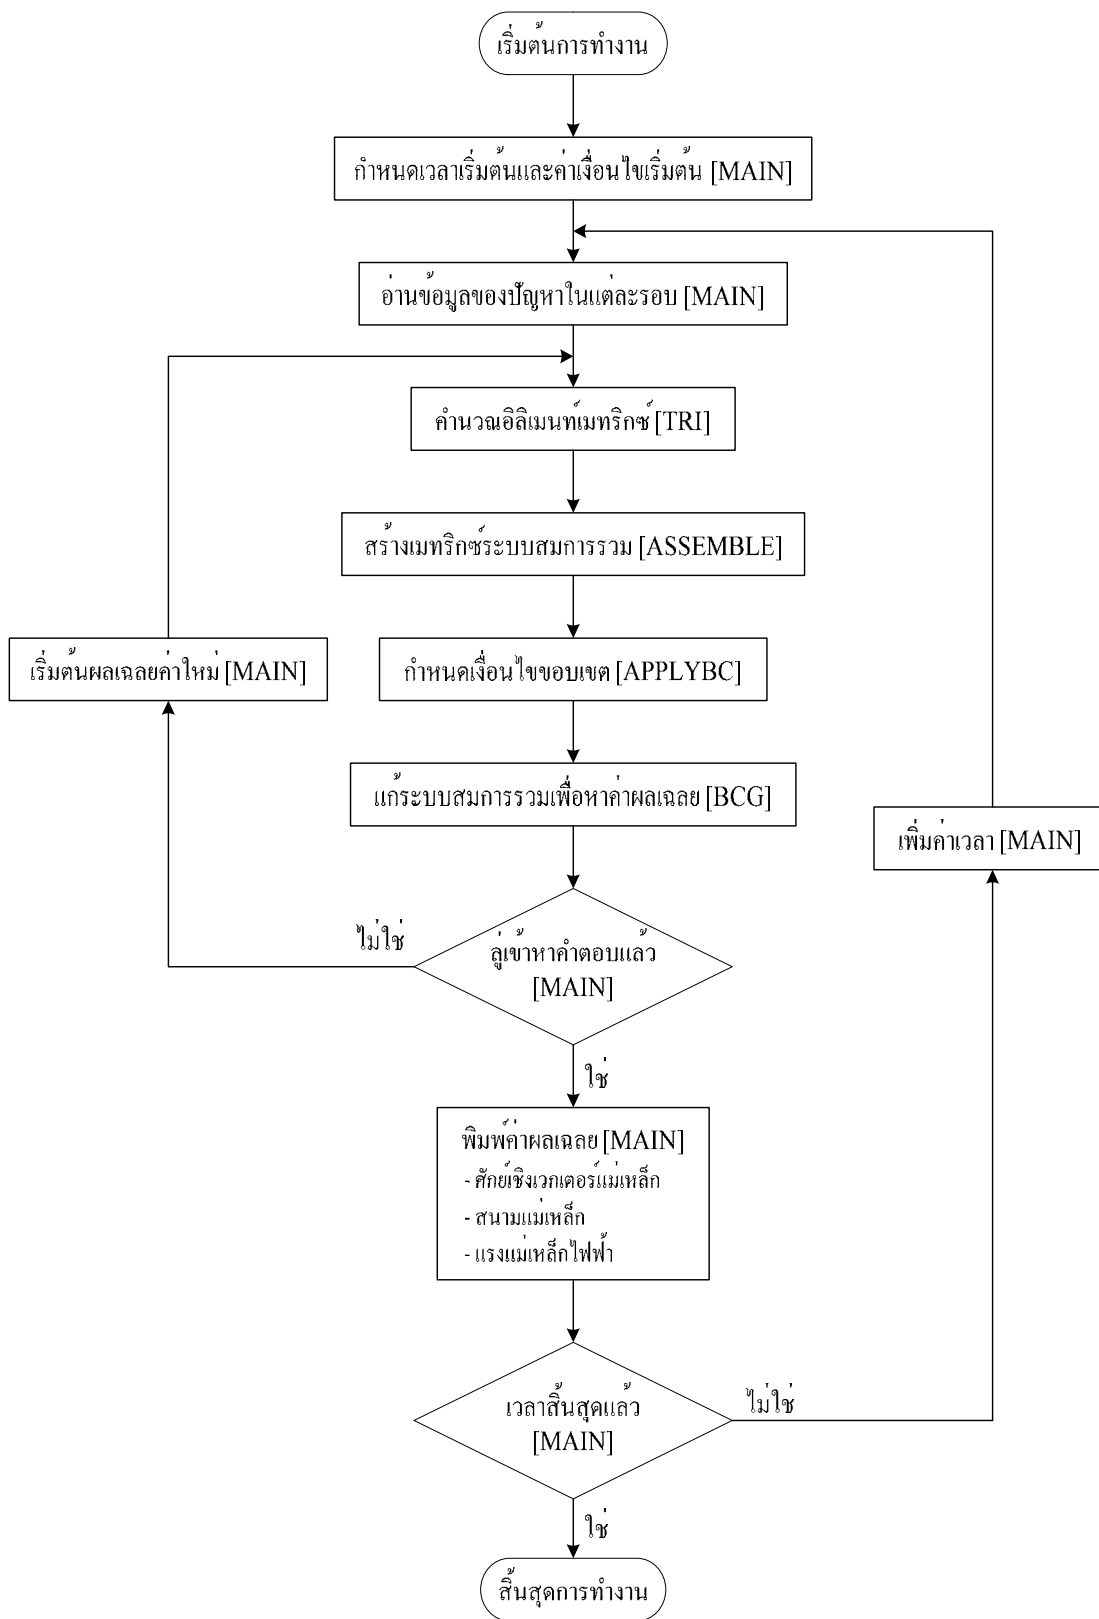 เริ่มต้นการทำงาน
กำหนดเวลาเริ่มต้นและค่าเงื่อนไขเริ่มต้น [MAIN]
อ่านข้อมูลของปัญหาในแต่ละรอบ [MAIN]
คำนวณอิลิเมนท์เมทริกซ์ [TRI]
สร้างเมทริกซ์ระบบสมการรวม [ASSEMBLE]
เริ่มต้นผลเฉลยค่าใหม่ [MAIN]
กำหนดเงื่อนไขขอบเขต [APPLYBC]
แก้ระบบสมการรวมเพื่อหาค่าผลเฉลย [BCG]
เพิ่มค่าเวลา [MAIN]
ไม่ใช่
ลู่เข้าหาคำตอบแล้ว
[MAIN]
ใช่
พิมพ์ค่าผลเฉลย [MAIN]
- ศักย์เชิงเวกเตอร์แม่เหล็ก
- สนามแม่เหล็ก
- แรงแม่เหล็กไฟฟ้า
เวลาสิ้นสุดแล้ว
[MAIN]
ไม่ใช่
ใช่
สิ้นสุดการทำงาน